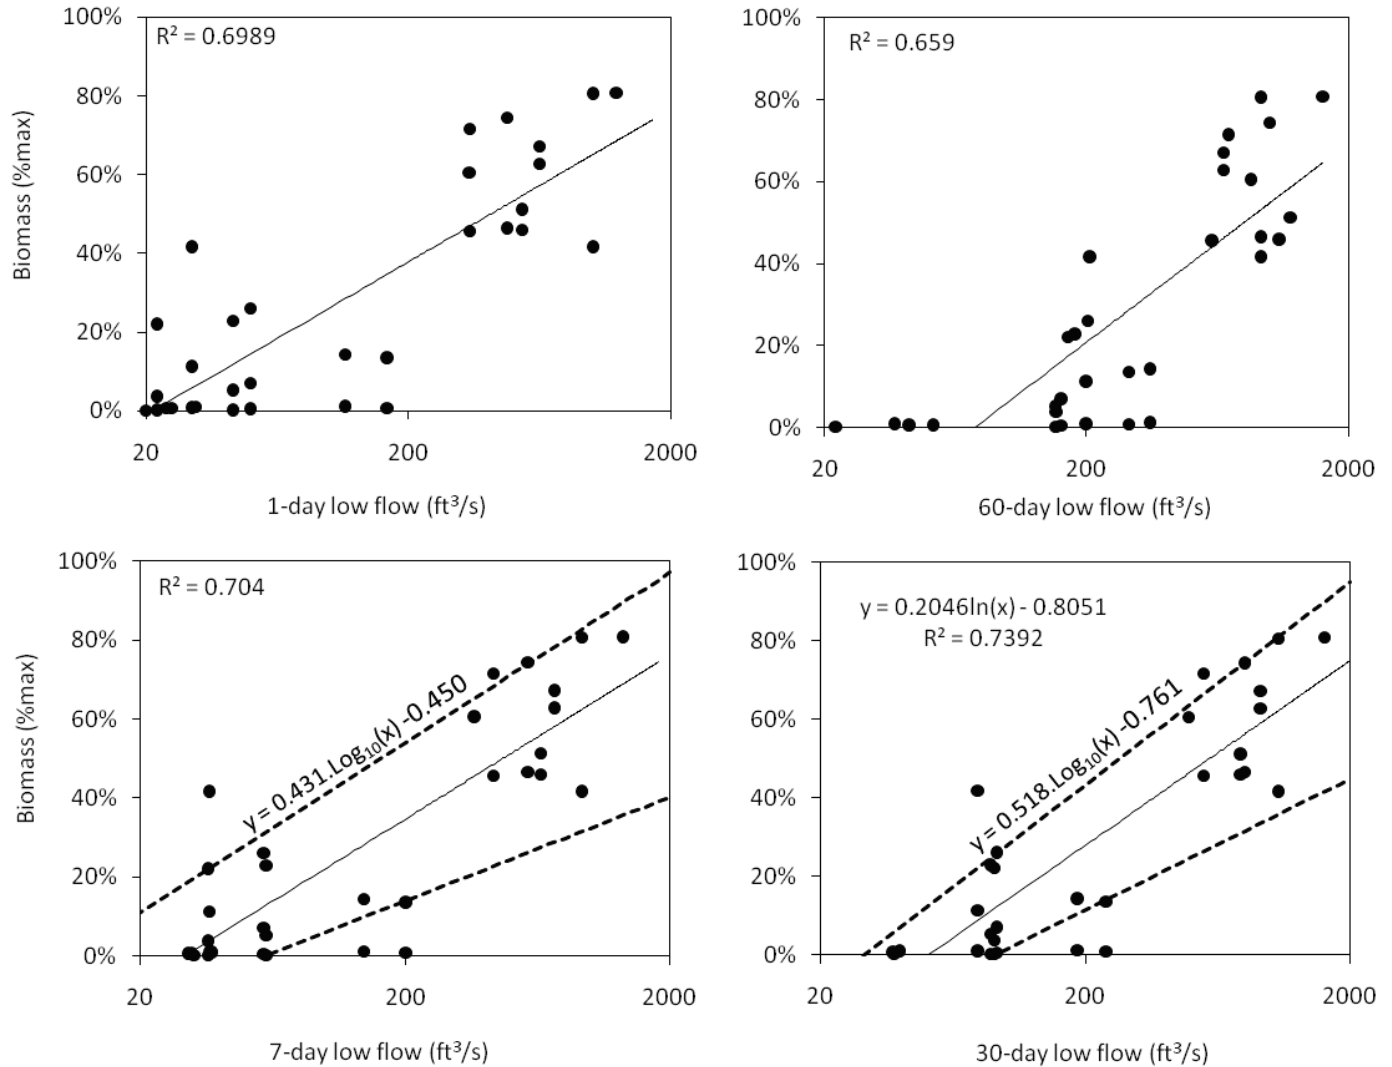 100%
80%
60%
40%
20%
0%
R² = 0.6989
Biomass (%max)
20
200
2000
1-day low flow (ft³/s)
100%
80%
60%
40%
20%
0%
R² = 0.659
20
200
2000
60-day low flow (ft³/s)
100%
80%
60%
40%
20%
0%
R² = 0.704
y = 0.431.Log₁₀(x) -0.450
Biomass (%max)
20
200
2000
7-day low flow (ft³/s)
100%
80%
60%
40%
20%
0%
y = 0.2046ln(x) - 0.8051
R² = 0.7392
y = 0.518.Log₁₀(x) -0.761
20
200
2000
30-day low flow (ft³/s)